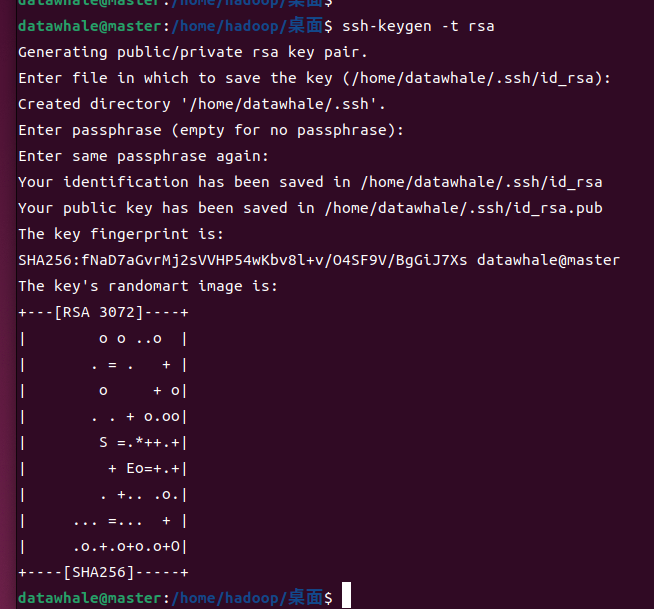 datawhale@master:/home/hadoop/桌面$
datawhale@master:/home/hadoop/桌面$ ssh-keygen -t rsa
Generating public/private rsa key pair.
Enter file in which to save the key (/home/datawhale/.ssh/id_rsa):
Created directory '/home/datawhale/.ssh'.
Enter passphrase (empty for no passphrase):
Enter same passphrase again:
Your identification has been saved in /home/datawhale/.ssh/id_rsa
Your public key has been saved in /home/datawhale/.ssh/id_rsa.pub
The key fingerprint is:
SHA256:fNaD7aGvrMj2sVVHP54wKbv8l+v/O4SF9V/BgGiJ7Xs datawhale@master
The key's randomart image is:
+---[RSA 3072]----+
|        o o ..o  |
|       . = .   + |
|        o     + o|
|       . . + o.oo|
|        S =.*++.+|
|         + Eo=+.+|
|        . +.. .o.|
|     ... =...  + |
|     .o.+.o+o.o+O|
+----[SHA256]-----+
datawhale@master:/home/hadoop/桌面$